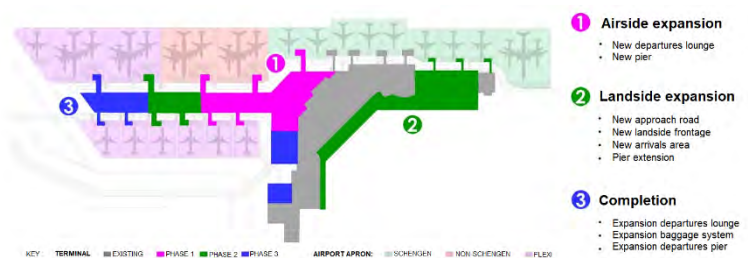 1 Airside expansion
• New departures lounge
• New pier
2 Landside expansion
• New approach road
• New landside frontage
• New arrivals area
• Pier extension
3 Completion
• Expansion departures lounge
• Expansion baggage system
• Expansion departures pier
1
2
3
KEY : TERMINAL EXISTING PHASE 1 PHASE 2 PHASE 3 AIRPORT APRON: SCHENGEN NON-SCHENGEN FLEXI